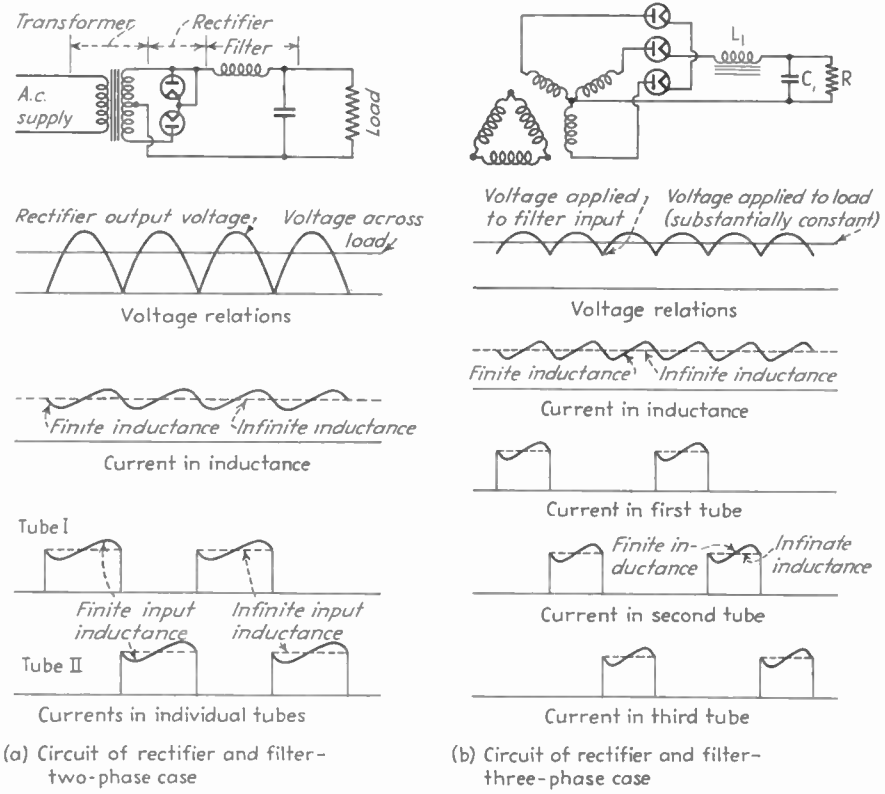 Transformer
Rectifier
Filter
A.c.
supply
Load
Rectifier output voltage,
Voltage across
load
Voltage relations
Finite inductance
Infinite inductance
Current in inductance
Tube I
Finite input
inductance
Infinite input
inductance
Tube II
Currents in individual tubes
(a) Circuit of rectifier and filter-
two-phase case
L1
C1
R
Voltage applied
to filter input
Voltage applied to load
(substantially constant)
Voltage relations
Finite inductance
Infinite inductance
Current in inductance
Current in first tube
Finite in-
ductance
Infinate
inductance
Current in second tube
Current in third tube
(b) Circuit of rectifier and filter-
three-phase case